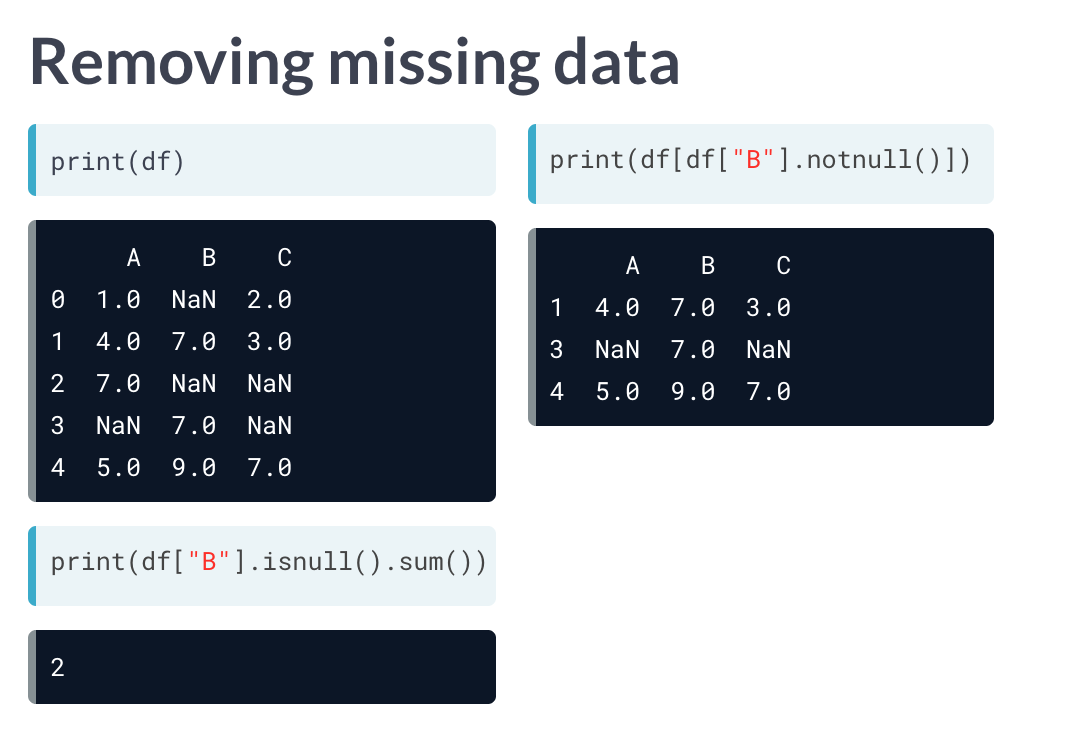 Removing missing data
print(df)
     A    B    C
0  1.0  NaN  2.0
1  4.0  7.0  3.0
2  7.0  NaN  NaN
3  NaN  7.0  NaN
4  5.0  9.0  7.0
print(df["B"].isnull().sum())
2
print(df[df["B"].notnull()])
     A    B    C
1  4.0  7.0  3.0
3  NaN  7.0  NaN
4  5.0  9.0  7.0